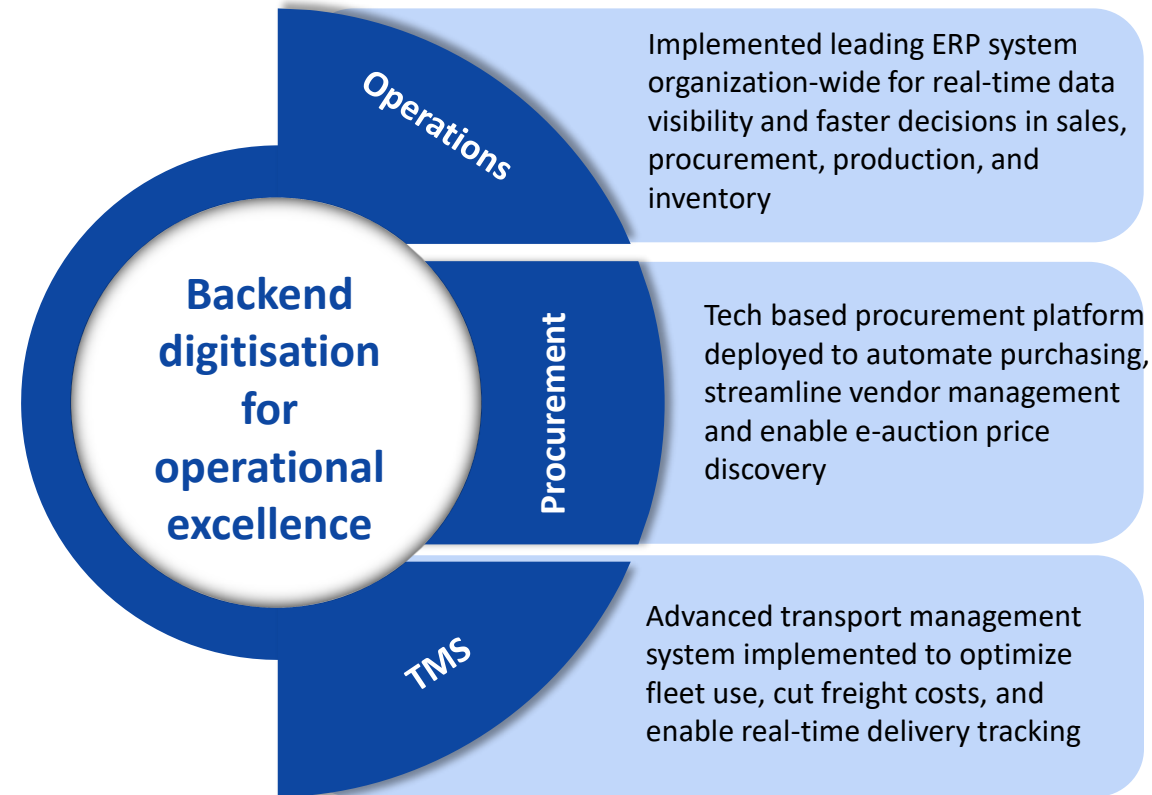 Backend
digitisation
for
operational
excellence
Operations
Implemented leading ERP system
organization-wide for real-time data
visibility and faster decisions in sales,
procurement, production, and
inventory
Procurement
Tech based procurement platform
deployed to automate purchasing,
streamline vendor management
and enable e-auction price
discovery
TMS
Advanced transport management
system implemented to optimize
fleet use, cut freight costs, and
enable real-time delivery tracking